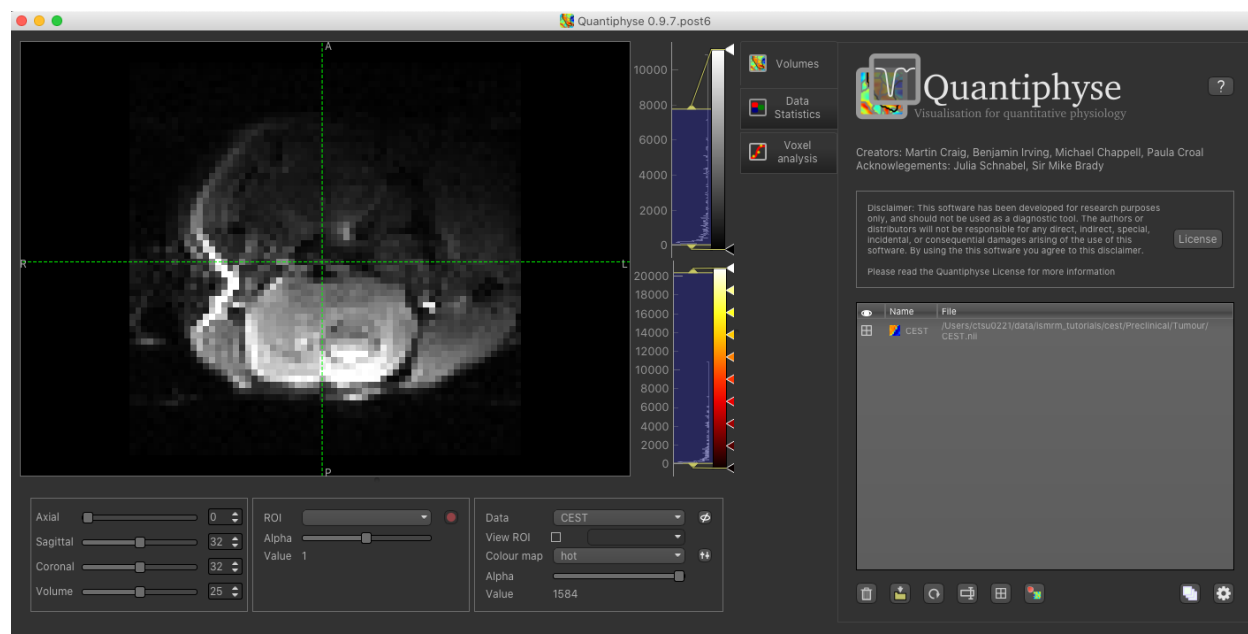 Quantiphyse 0.9.7.post6
A
R
L
P
10000
8000
6000
4000
2000
0
20000
18000
16000
14000
12000
10000
8000
6000
4000
2000
0
Volumes
Data
Statistics
Voxel
analysis
Quantiphyse
Visualisation for quantitative physiology
?
Creators: Martin Craig, Benjamin Irving, Michael Chappell, Paula Croal
Acknowlegements: Julia Schnabel, Sir Mike Brady
Disclaimer: This software has been developed for research purposes
only, and should not be used as a diagnostic tool. The authors or
distributors will not be responsible for any direct, indirect, special,
incidental, or consequential damages arising of the use of this
software. By using the this software you agree to this disclaimer.
Please read the Quantiphyse License for more information
License
Name File
CEST /Users/ctsu0221/data/ismrm_tutorials/cest/Preclinical/Tumour/
CEST.nii
Axial 0
Sagittal 32
Coronal 32
Volume 25
ROI
Alpha
Value 1
Data CEST
View ROI
Colour map hot
Alpha
Value 1584